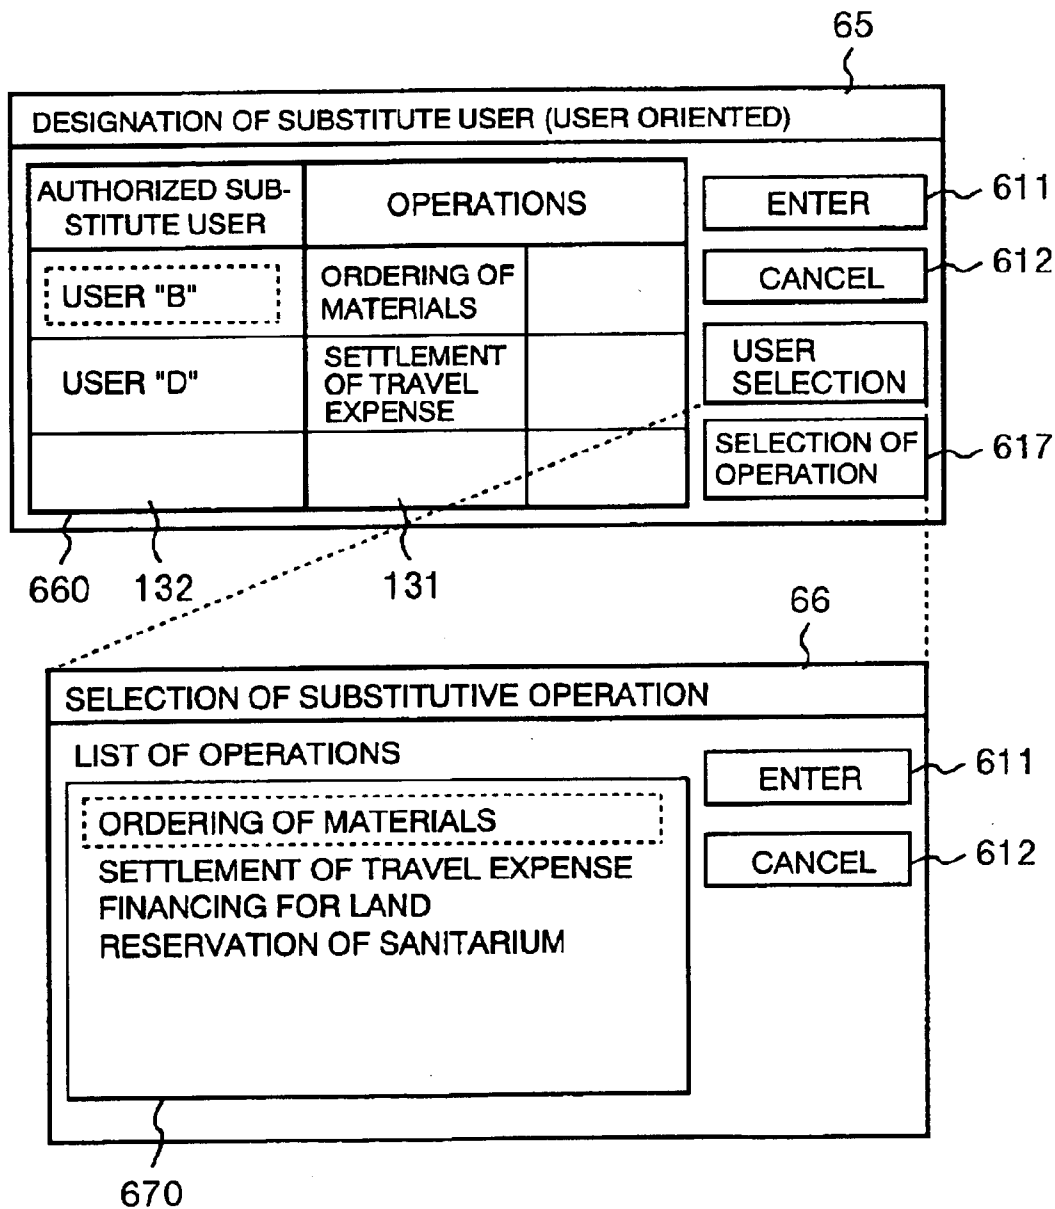 65
DESIGNATION OF SUBSTITUTE USER (USER ORIENTED)
AUTHORIZED SUB-
STITUTE USER
OPERATIONS
USER "B"
ORDERING OF
MATERIALS
USER "D"
SETTLEMENT
OF TRAVEL
EXPENSE
ENTER
611
CANCEL
612
USER
SELECTION
SELECTION OF
OPERATION
617
660
132
131
66
SELECTION OF SUBSTITUTIVE OPERATION
LIST OF OPERATIONS
ORDERING OF MATERIALS
SETTLEMENT OF TRAVEL EXPENSE
FINANCING FOR LAND
RESERVATION OF SANITARIUM
ENTER
611
CANCEL
612
670